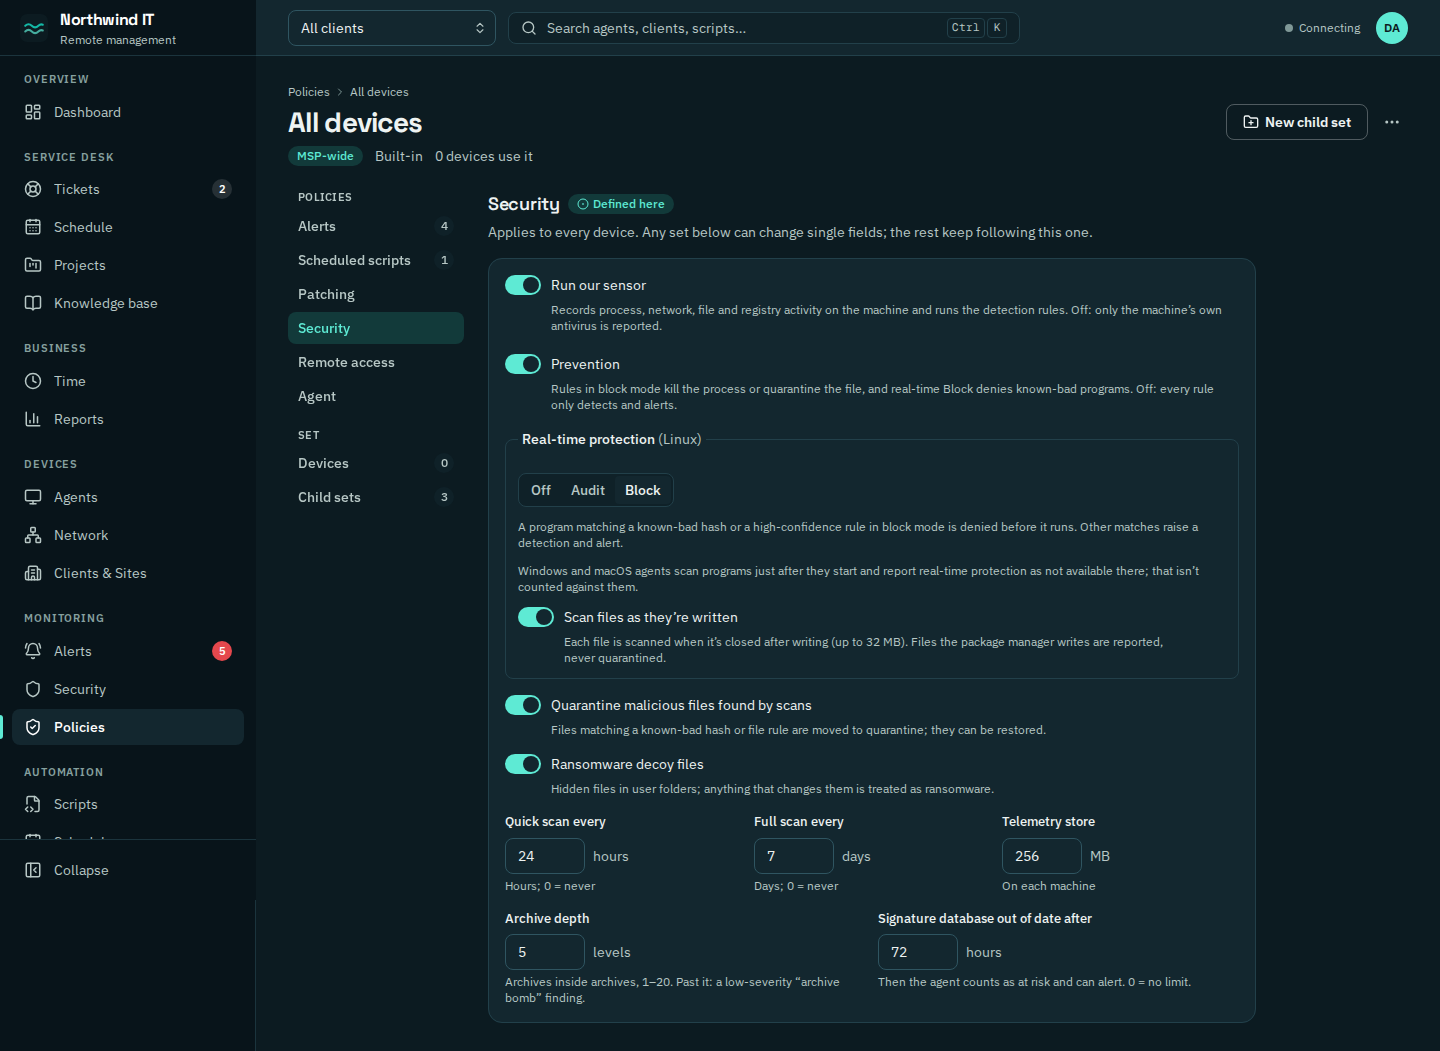 Northwind IT
Remote management
All clients
Search agents, clients, scripts...
Ctrl K
Connecting
DA
OVERVIEW
Dashboard
SERVICE DESK
Tickets 2
Schedule
Projects
Knowledge base
BUSINESS
Time
Reports
DEVICES
Agents
Network
Clients & Sites
MONITORING
Alerts 5
Security
Policies
AUTOMATION
Scripts
Collapse
Policies > All devices
All devices
MSP-wide Built-in 0 devices use it
New child set
POLICIES
Alerts 4
Scheduled scripts 1
Patching
Security
Remote access
Agent
SET
Devices 0
Child sets 3
Security Defined here
Applies to every device. Any set below can change single fields; the rest keep following this one.
Run our sensor
Records process, network, file and registry activity on the machine and runs the detection rules. Off: only the machine’s own
antivirus is reported.
Prevention
Rules in block mode kill the process or quarantine the file, and real-time Block denies known-bad programs. Off: every rule
only detects and alerts.
Real-time protection (Linux)
Off Audit Block
A program matching a known-bad hash or a high-confidence rule in block mode is denied before it runs. Other matches raise a
detection and alert.
Windows and macOS agents scan programs just after they start and report real-time protection as not available there; that isn’t
counted against them.
Scan files as they’re written
Each file is scanned when it’s closed after writing (up to 32 MB). Files the package manager writes are reported,
never quarantined.
Quarantine malicious files found by scans
Files matching a known-bad hash or file rule are moved to quarantine; they can be restored.
Ransomware decoy files
Hidden files in user folders; anything that changes them is treated as ransomware.
Quick scan every
24 hours
Hours; 0 = never
Full scan every
7 days
Days; 0 = never
Telemetry store
256 MB
On each machine
Archive depth
5 levels
Archives inside archives, 1–20. Past it: a low-severity “archive
bomb” finding.
Signature database out of date after
72 hours
Then the agent counts as at risk and can alert. 0 = no limit.